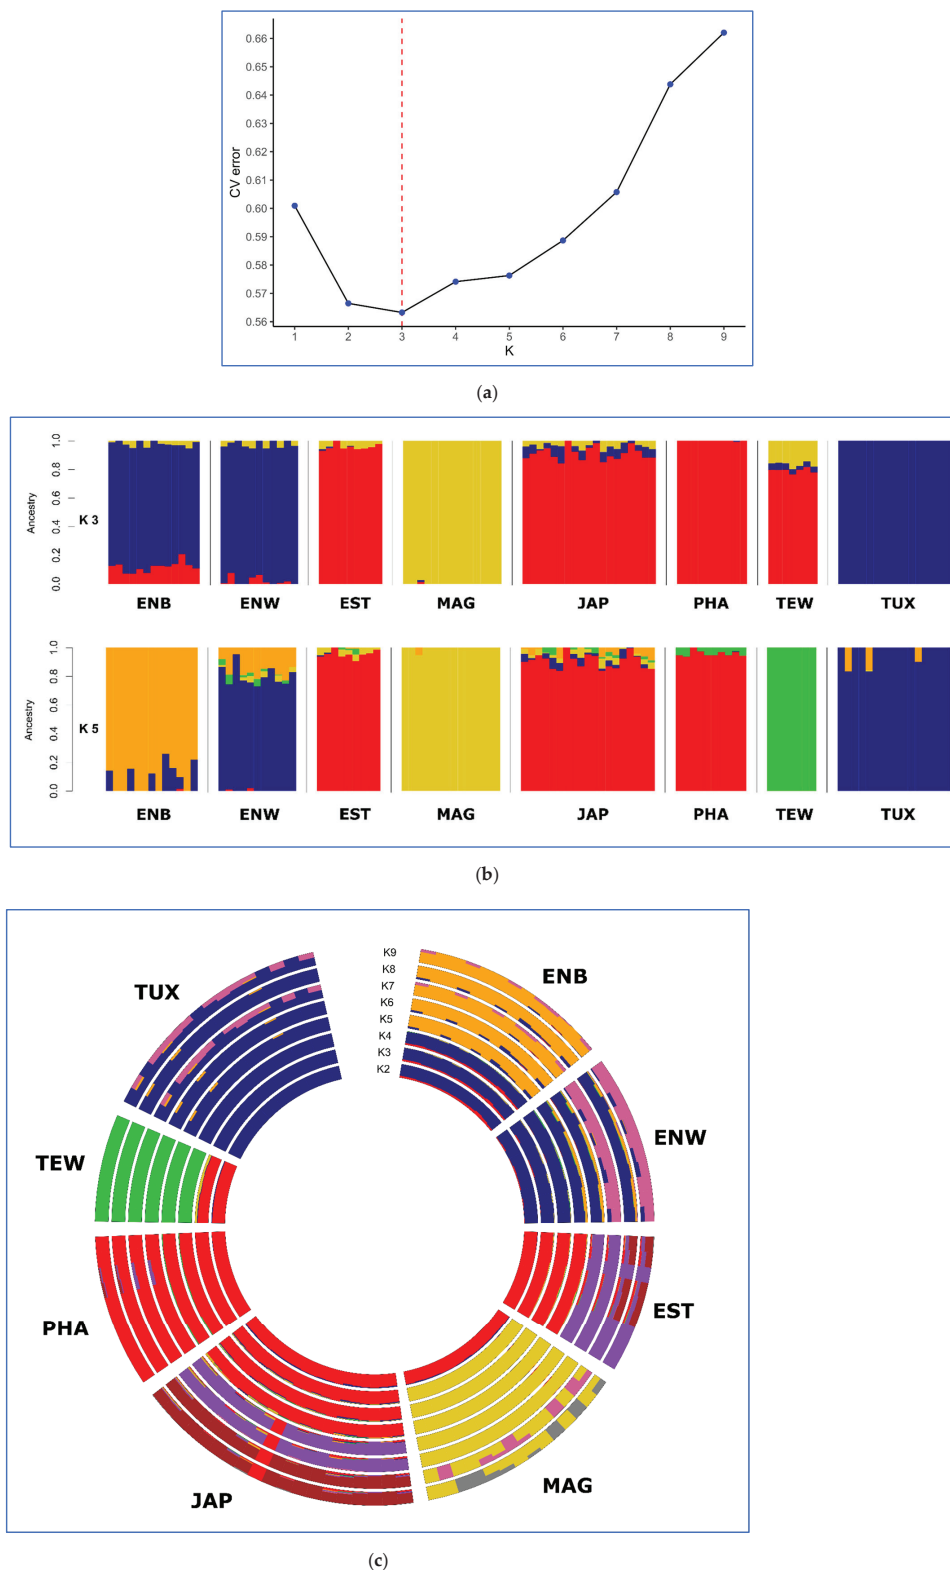 0.66
0.65
0.64
0.63
0.62
0.61
0.60
0.59
0.58
0.57
0.56
CV error
1 2 3 4 5 6 7 8 9
K
(a)
1.0
0.8
0.6
0.4
0.2
0.0
Ancestry
K 3
ENB ENW EST MAG JAP PHA TEW TUX
1.0
0.8
0.6
0.4
0.2
0.0
Ancestry
K 5
ENB ENW EST MAG JAP PHA TEW TUX
(b)
K9
K8
K7
K6
K5
K4
K3
K2
TUX
ENB
ENW
TEW
EST
PHA
MAG
JAP
(c)